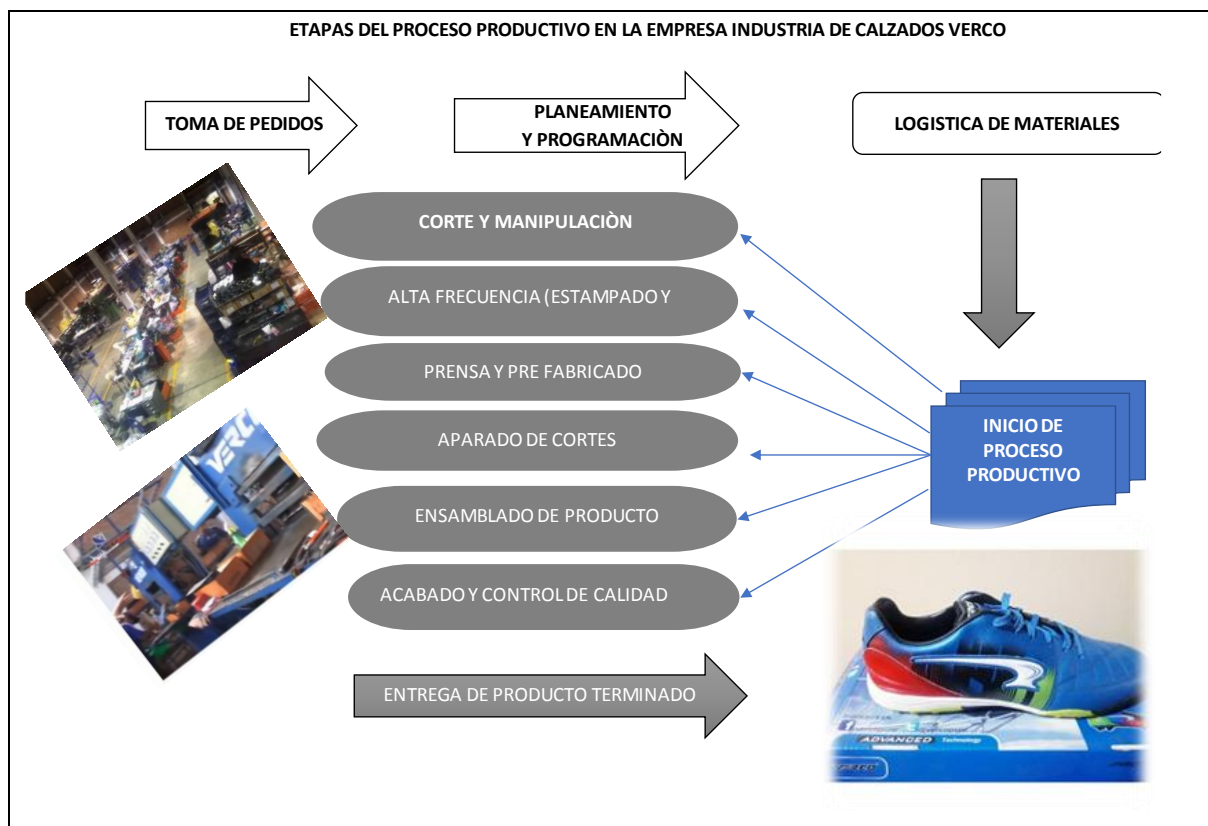 ETAPAS DEL PROCESO PRODUCTIVO EN LA EMPRESA INDUSTRIA DE CALZADOS VERCO
TOMA DE PEDIDOS
PLANEAMIENTO
Y PROGRAMACIÒN
LOGISTICA DE MATERIALES
CORTE Y MANIPULACIÒN
ALTA FRECUENCIA (ESTAMPADO Y
PRENSA Y PRE FABRICADO
APARADO DE CORTES
ENSAMBLADO DE PRODUCTO
ACABADO Y CONTROL DE CALIDAD
INICIO DE
PROCESO
PRODUCTIVO
ENTREGA DE PRODUCTO TERMINADO
VERCO
ADVANCED Technology